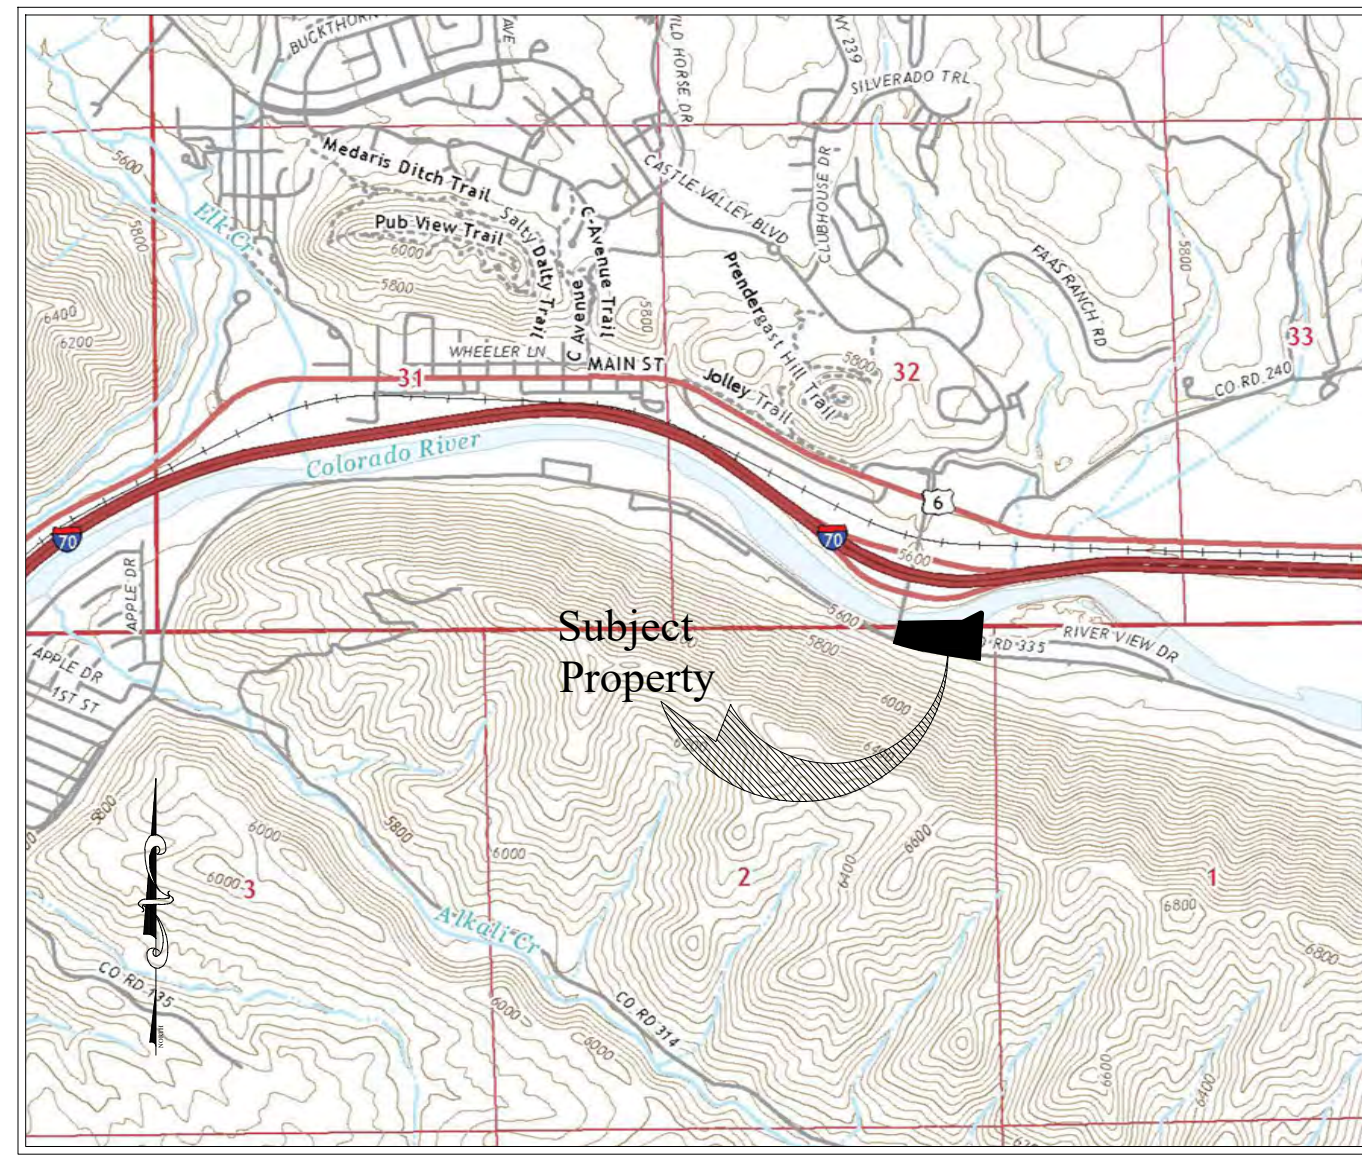 BUCKTHORN
AVE
ILD HORSE DR
WY 239
SILVERADO TRL
5600
Medaris Ditch Trail
CASTLE VALLEY BLVD
CLUBHOUSE DR
Elk Cr
5800
Pub View Trail
6000
Salty Dalty Trail
C-Avenue Trail
C Avenue
5800
5800
Prendergast Hill Trail
FAAS RANCH RD
5800
6400
6200
WHEELER LN
MAIN ST
31
Jolley Trail
5800
32
33
CO RD 240
Colorado River
6
70
70
5600
APPLE DR
5600
Subject
Property
5800
RD 335
RIVER VIEW DR
APPLE DR
1ST ST
6000
5800
5800
6000
6000
6000
3
6600
6400
2
1
6800
6800
Alkali Cr
CO RD 135
NORTH
6000
6000
CO RD 314
6600
6400